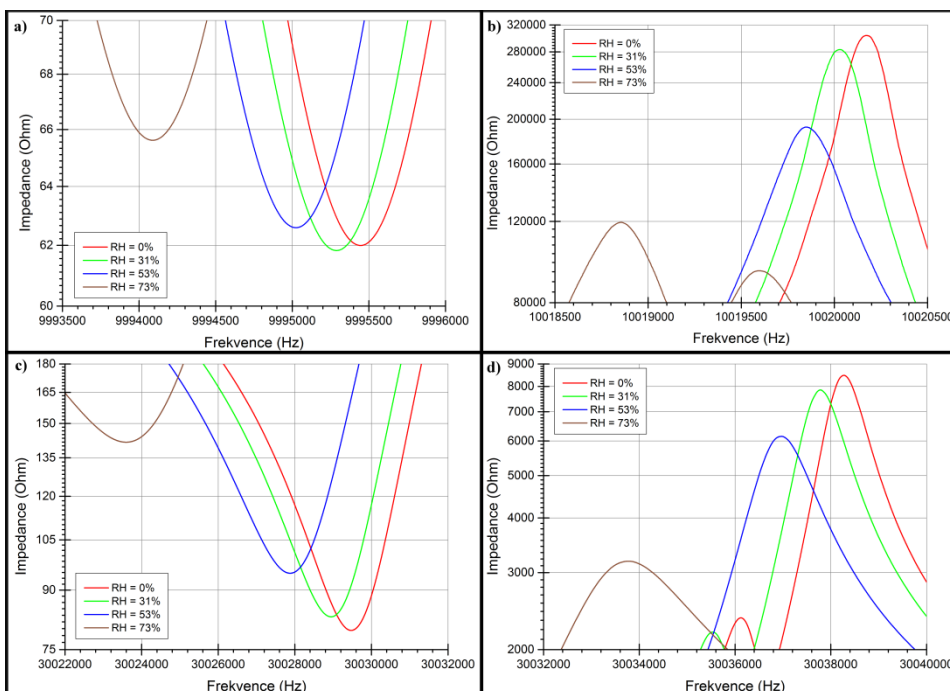 a)
Impedance (Ohm)
70
68
66
64
62
60
RH = 0%
RH = 31%
RH = 53%
RH = 73%
9993500 9994000 9994500 9995000 9995500 9996000
Frekvence (Hz)
b)
Impedance (Ohm)
320000
280000
240000
200000
160000
120000
80000
RH = 0%
RH = 31%
RH = 53%
RH = 73%
10018500 10019000 10019500 10020000 10020500
Frekvence (Hz)
c)
Impedance (Ohm)
180
165
150
135
120
105
90
75
RH = 0%
RH = 31%
RH = 53%
RH = 73%
30022000 30024000 30026000 30028000 30030000 30032000
Frekvence (Hz)
d)
Impedance (Ohm)
9000
8000
7000
6000
5000
4000
3000
2000
RH = 0%
RH = 31%
RH = 53%
RH = 73%
30032000 30034000 30036000 30038000 30040000
Frekvence (Hz)